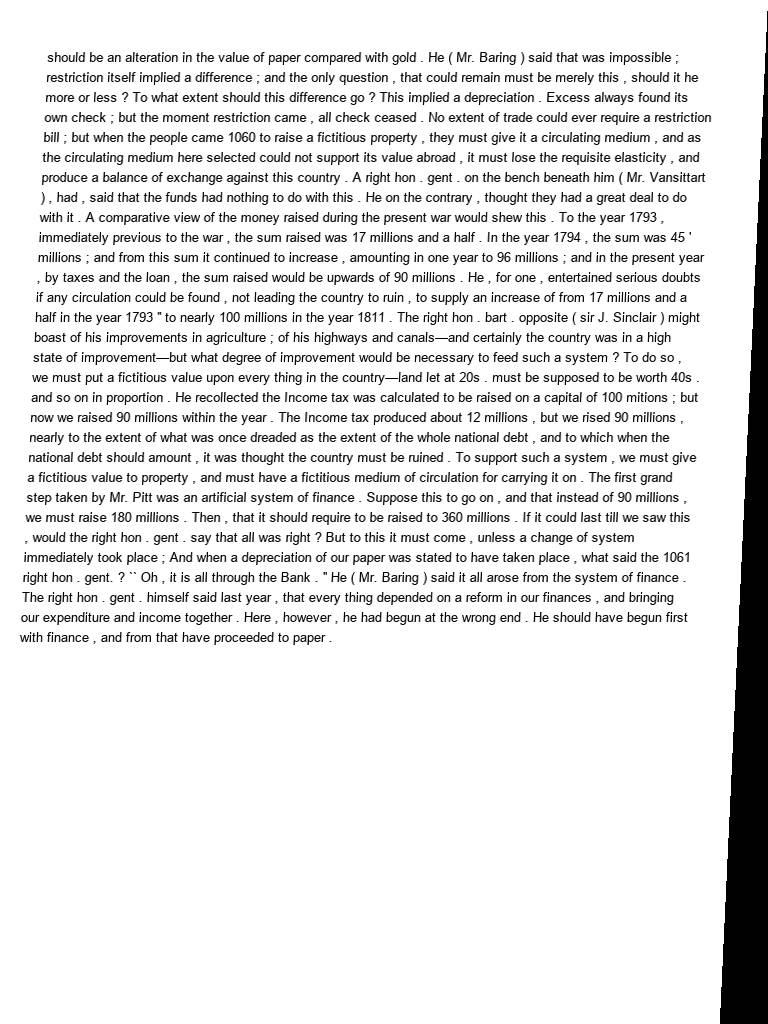 should be an alteration in the value of paper compared with gold . He ( Mr. Baring ) said that was impossible ;
restriction itself implied a difference ; and the only question , that could remain must be merely this , should it he
more or less ? To what extent should this difference go ? This implied a depreciation . Excess always found its
own check ; but the moment restriction came , all check ceased . No extent of trade could ever require a restriction
bill ; but when the people came 1060 to raise a fictitious property , they must give it a circulating medium , and as
the circulating medium here selected could not support its value abroad , it must lose the requisite elasticity , and
produce a balance of exchange against this country . A right hon . gent . on the bench beneath him ( Mr. Vansittart
) , had , said that the funds had nothing to do with this . He on the contrary , thought they had a great deal to do
with it . A comparative view of the money raised during the present war would shew this . To the year 1793 ,
immediately previous to the war , the sum raised was 17 millions and a half . In the year 1794 , the sum was 45 '
millions ; and from this sum it continued to increase , amounting in one year to 96 millions ; and in the present year
, by taxes and the loan , the sum raised would be upwards of 90 millions . He , for one , entertained serious doubts
if any circulation could be found , not leading the country to ruin , to supply an increase of from 17 millions and a
half in the year 1793 " to nearly 100 millions in the year 1811 . The right hon . bart . opposite ( sir J. Sinclair ) might
boast of his improvements in agriculture ; of his highways and canals—and certainly the country was in a high
state of improvement—but what degree of improvement would be necessary to feed such a system ? To do so ,
we must put a fictitious value upon every thing in the country—land let at 20s . must be supposed to be worth 40s .
and so on in proportion . He recollected the Income tax was calculated to be raised on a capital of 100 mitions ; but
now we raised 90 millions within the year . The Income tax produced about 12 millions , but we rised 90 millions ,
nearly to the extent of what was once dreaded as the extent of the whole national debt , and to which when the
national debt should amount , it was thought the country must be ruined . To support such a system , we must give
a fictitious value to property , and must have a fictitious medium of circulation for carrying it on . The first grand
step taken by Mr. Pitt was an artificial system of finance . Suppose this to go on , and that instead of 90 millions ,
we must raise 180 millions . Then , that it should require to be raised to 360 millions . If it could last till we saw this
, would the right hon . gent . say that all was right ? But to this it must come , unless a change of system
immediately took place ; And when a depreciation of our paper was stated to have taken place , what said the 1061
right hon . gent. ? `` Oh , it is all through the Bank . " He ( Mr. Baring ) said it all arose from the system of finance .
The right hon . gent . himself said last year , that every thing depended on a reform in our finances , and bringing
our expenditure and income together . Here , however , he had begun at the wrong end . He should have begun first
with finance , and from that have proceeded to paper .